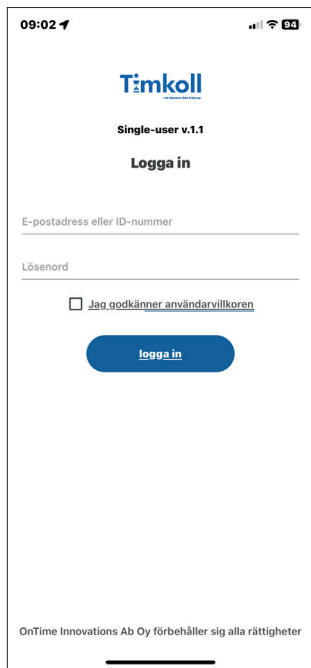 09:02
94
Timkoll
Single-user v.1.1
Logga in
E-postadress eller ID-nummer
Lösenord
Jag godkänner användarvillkoren
logga in
OnTime Innovations Ab Oy förbehåller sig alla rättigheter